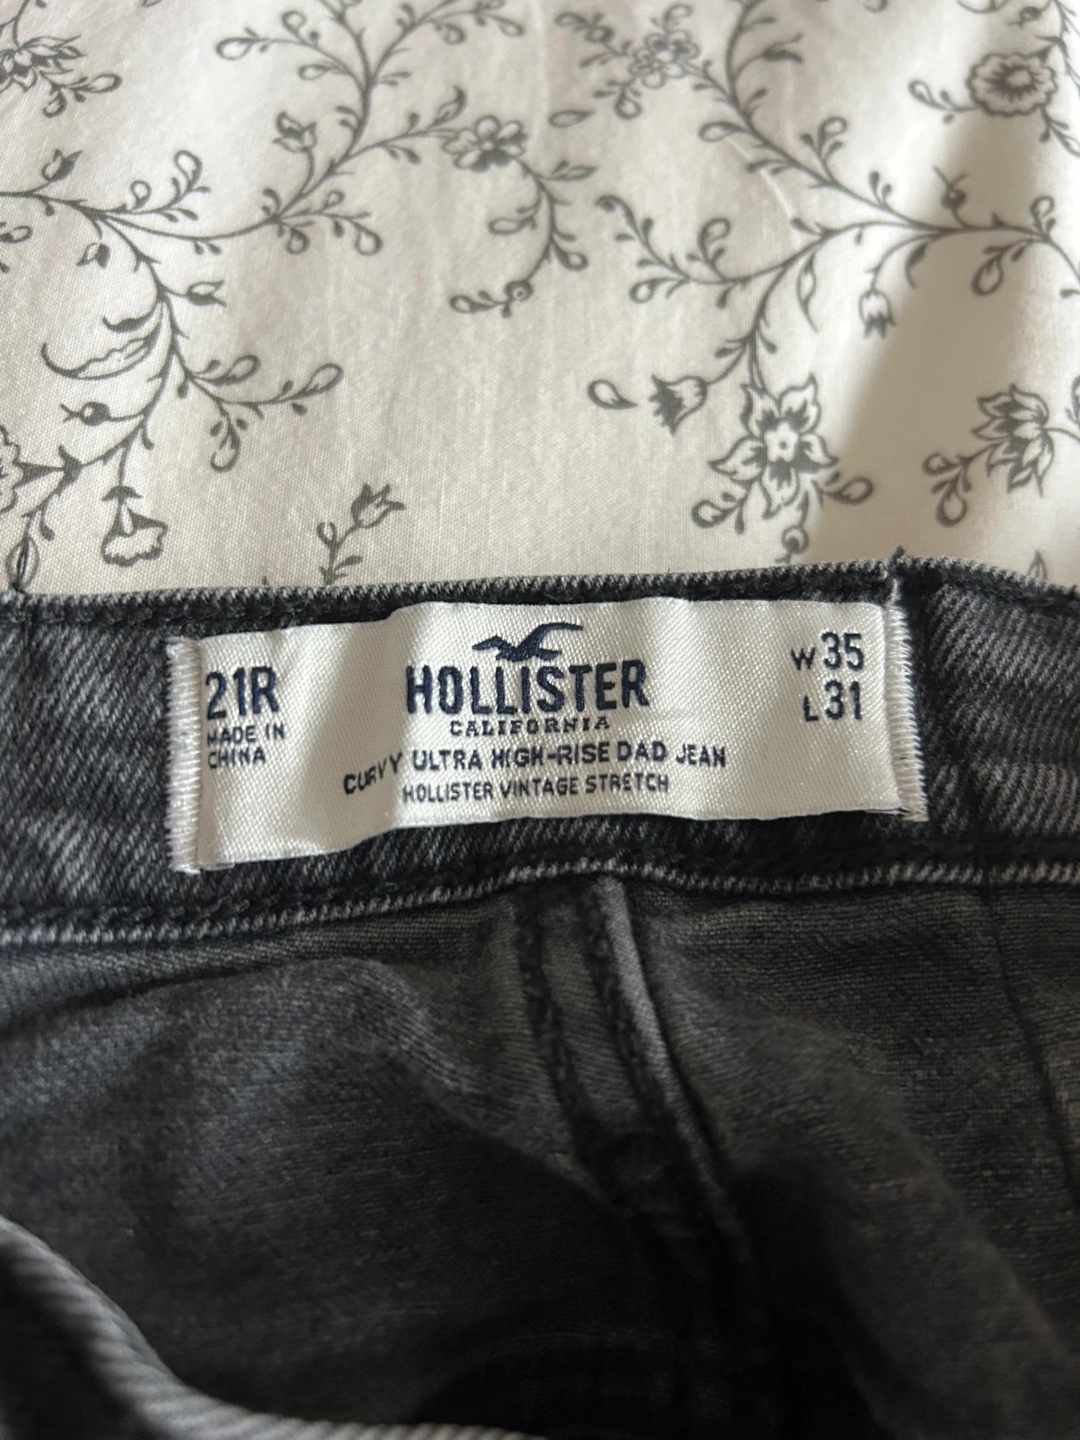 21R
MADE IN
CHINA
HOLLISTER
CALIFORNIA
CURVY ULTRA HIGH-RISE DAD JEAN
HOLLISTER VINTAGE STRETCH
W35
L31